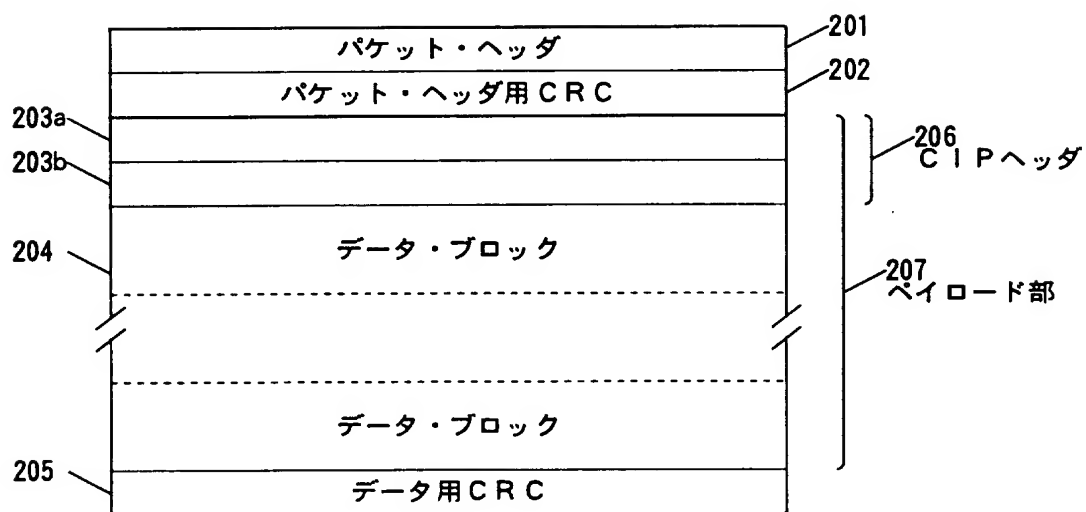 パケット・ヘッダ
201
パケット・ヘッダ用CRC
202
203a
203b
206
CIPヘッダ
204
データ・ブロック
207
ペイロード部
データ・ブロック
205
データ用CRC